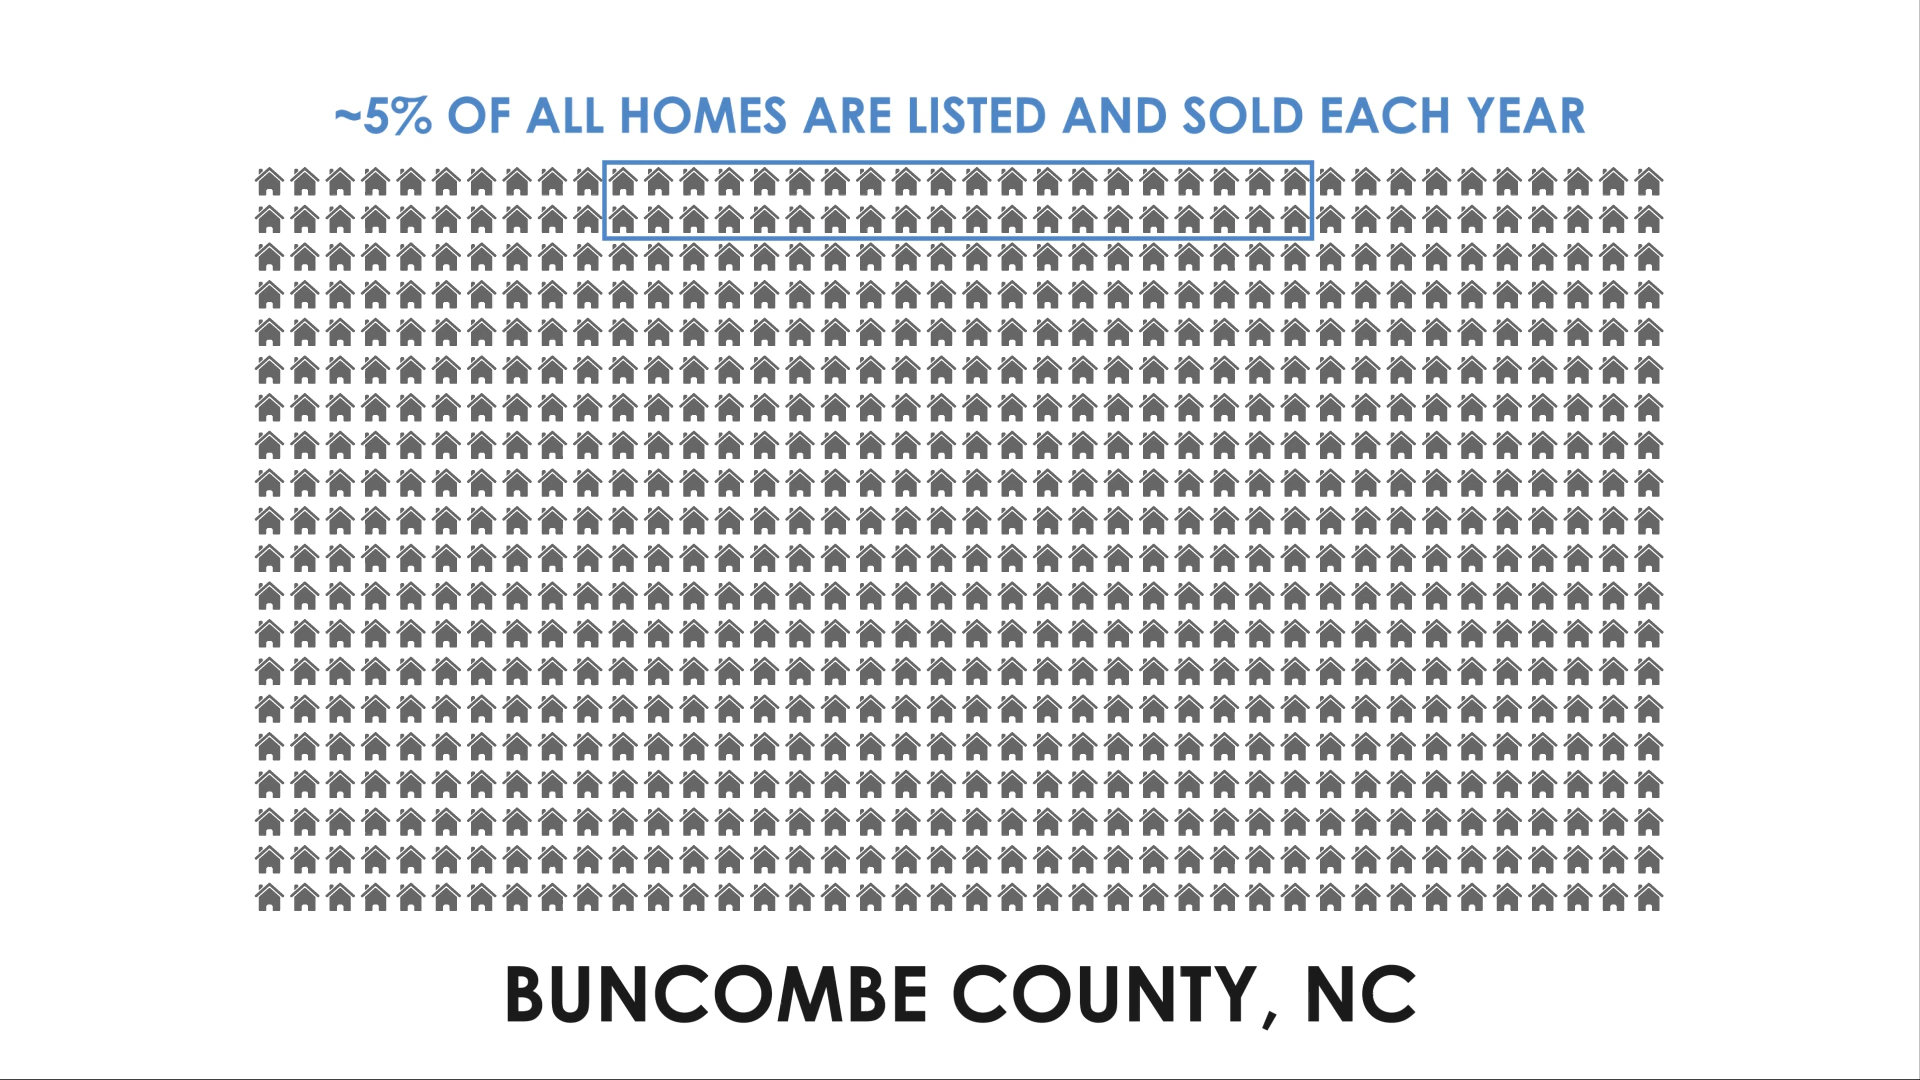 ~5% OF ALL HOMES ARE LISTED AND SOLD EACH YEAR
BUNCOMBE COUNTY, NC